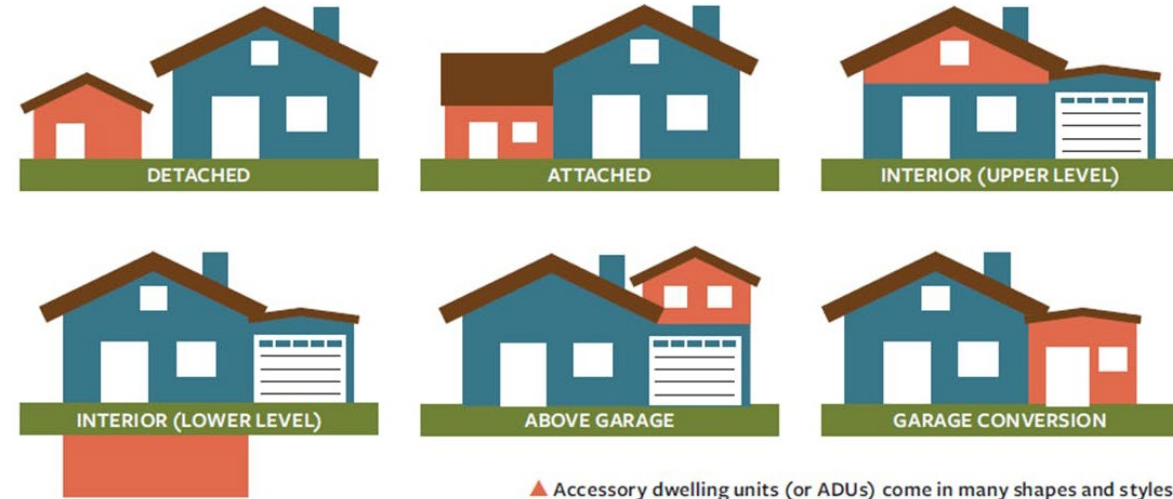 DETACHED
ATTACHED
INTERIOR (UPPER LEVEL)
INTERIOR (LOWER LEVEL)
ABOVE GARAGE
GARAGE CONVERSION
▲ Accessory dwelling units (or ADUs) come in many shapes and styles